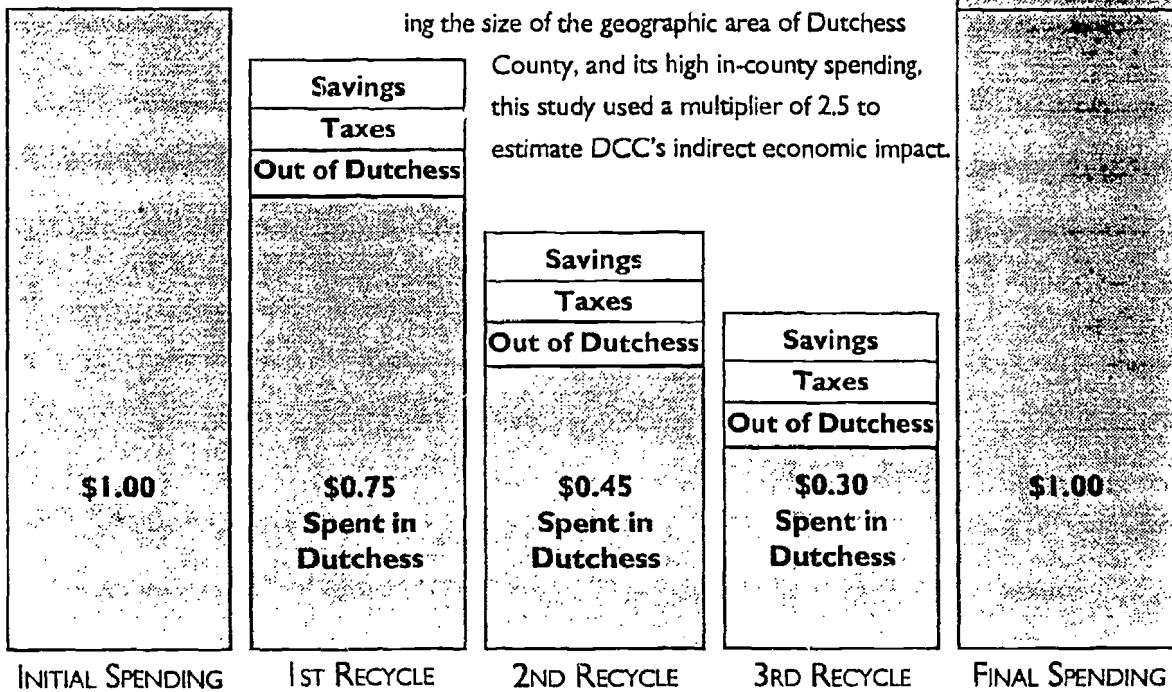 ing the size of the geographic area of Dutchess
County, and its high in-county spending,
this study used a multiplier of 2.5 to
estimate DCC's indirect economic impact.
$1.00
INITIAL SPENDING
Savings
Taxes
Out of Dutchess
$0.75
Spent in
Dutchess
1ST RECYCLE
Savings
Taxes
Out of Dutchess
$0.45
Spent in
Dutchess
2ND RECYCLE
Savings
Taxes
Out of Dutchess
$0.30
Spent in
Dutchess
3RD RECYCLE
$1.00
FINAL SPENDING